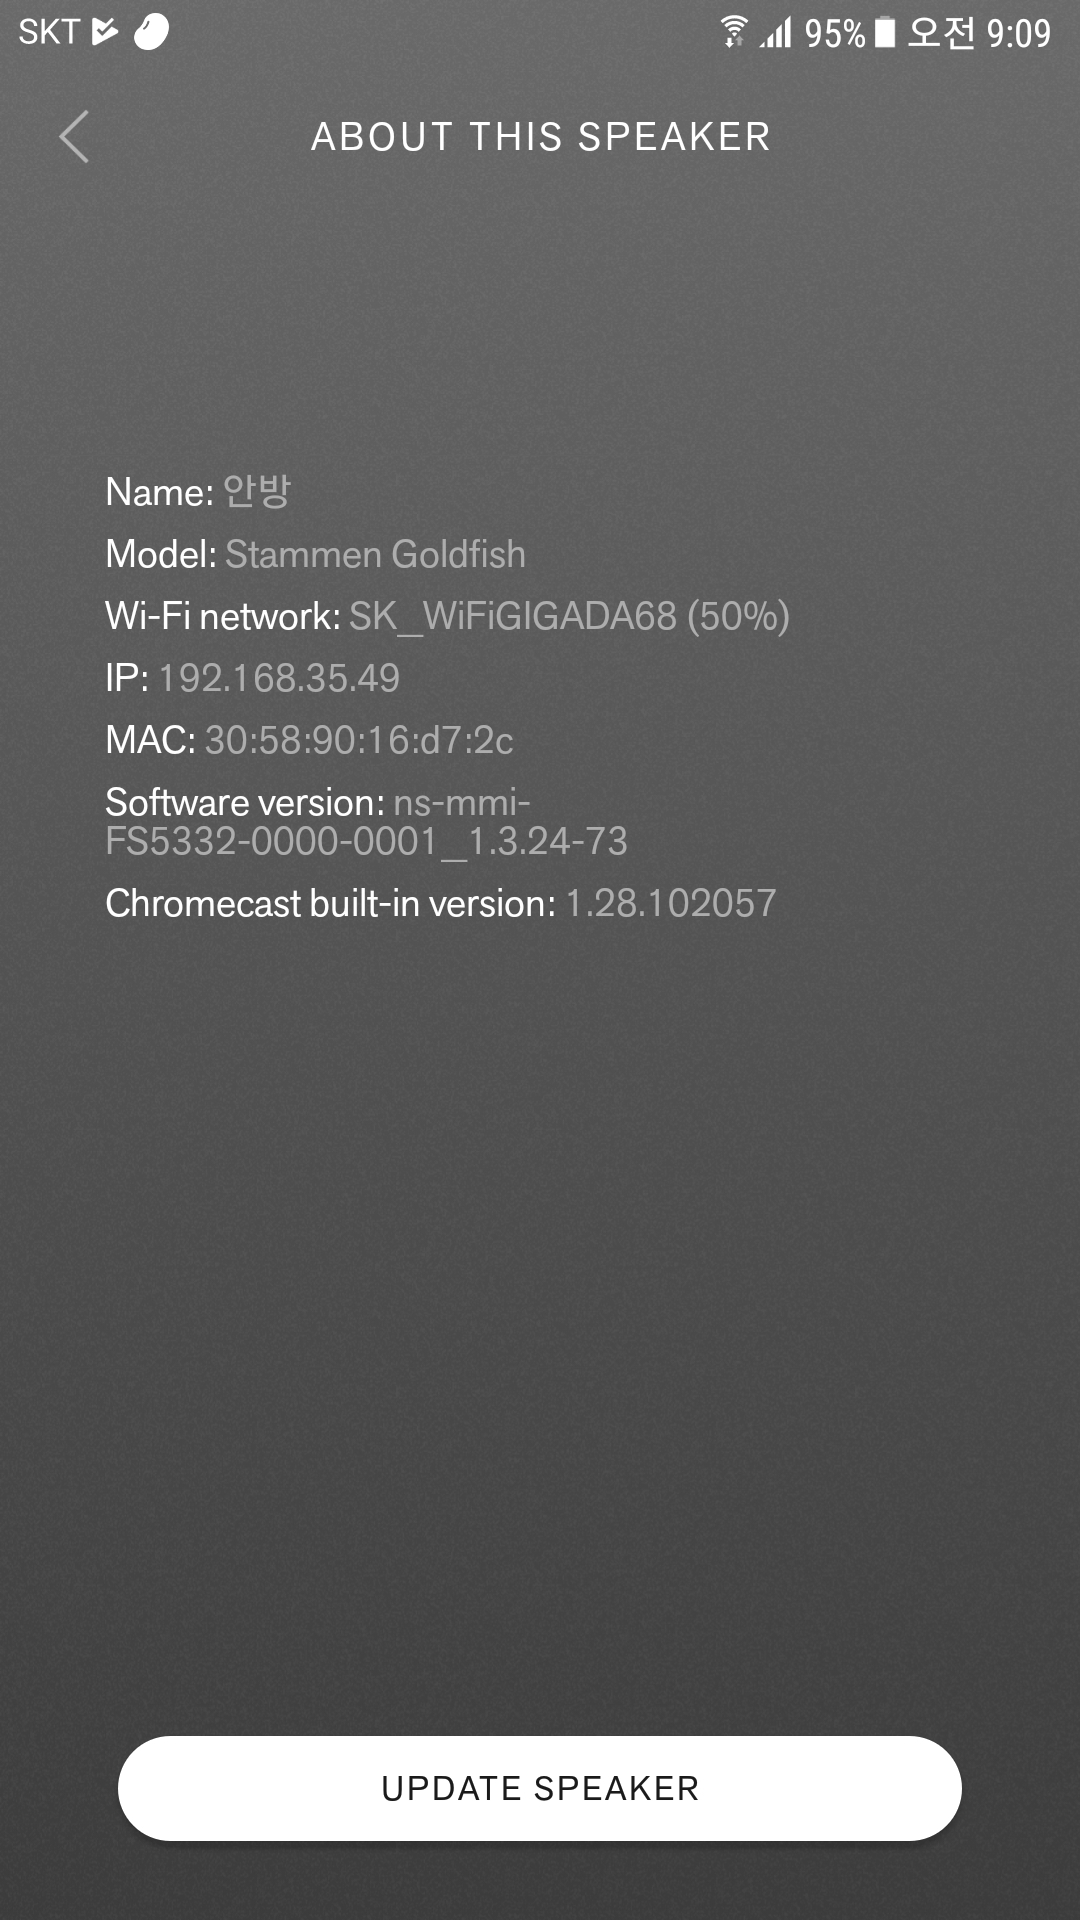 SKT 95% 오전 9:09
ABOUT THIS SPEAKER
Name: 안방
Model: Stammen Goldfish
Wi-Fi network: SK_WiFiGIGADA68 (50%)
IP: 192.168.35.49
MAC: 30:58:90:16:d7:2c
Software version: ns-mmi-
FS5332-0000-0001_1.3.24-73
Chromecast built-in version: 1.28.102057
UPDATE SPEAKER